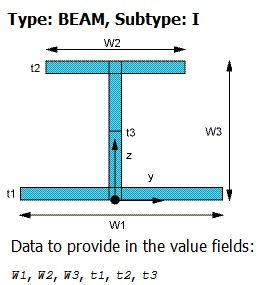 Type: BEAM, Subtype: I
W2
t2
t3
W3
z
y
t1
W1
Data to provide in the value fields:
W1, W2, W3, t1, t2, t3